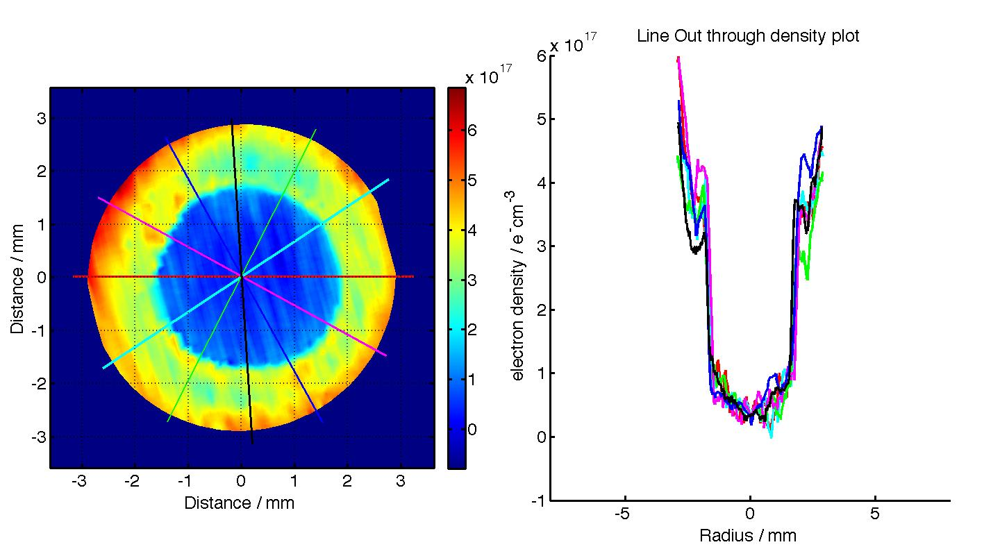 x 10^17
3
2
1
0
-1
-2
-3
Distance / mm
-3 -2 -1 0 1 2 3
Distance / mm
6
5
4
3
2
1
0
Line Out through density plot
x 10^17
6
5
4
3
2
1
0
-1
electron density / e^- cm^-3
-5 0 5
Radius / mm